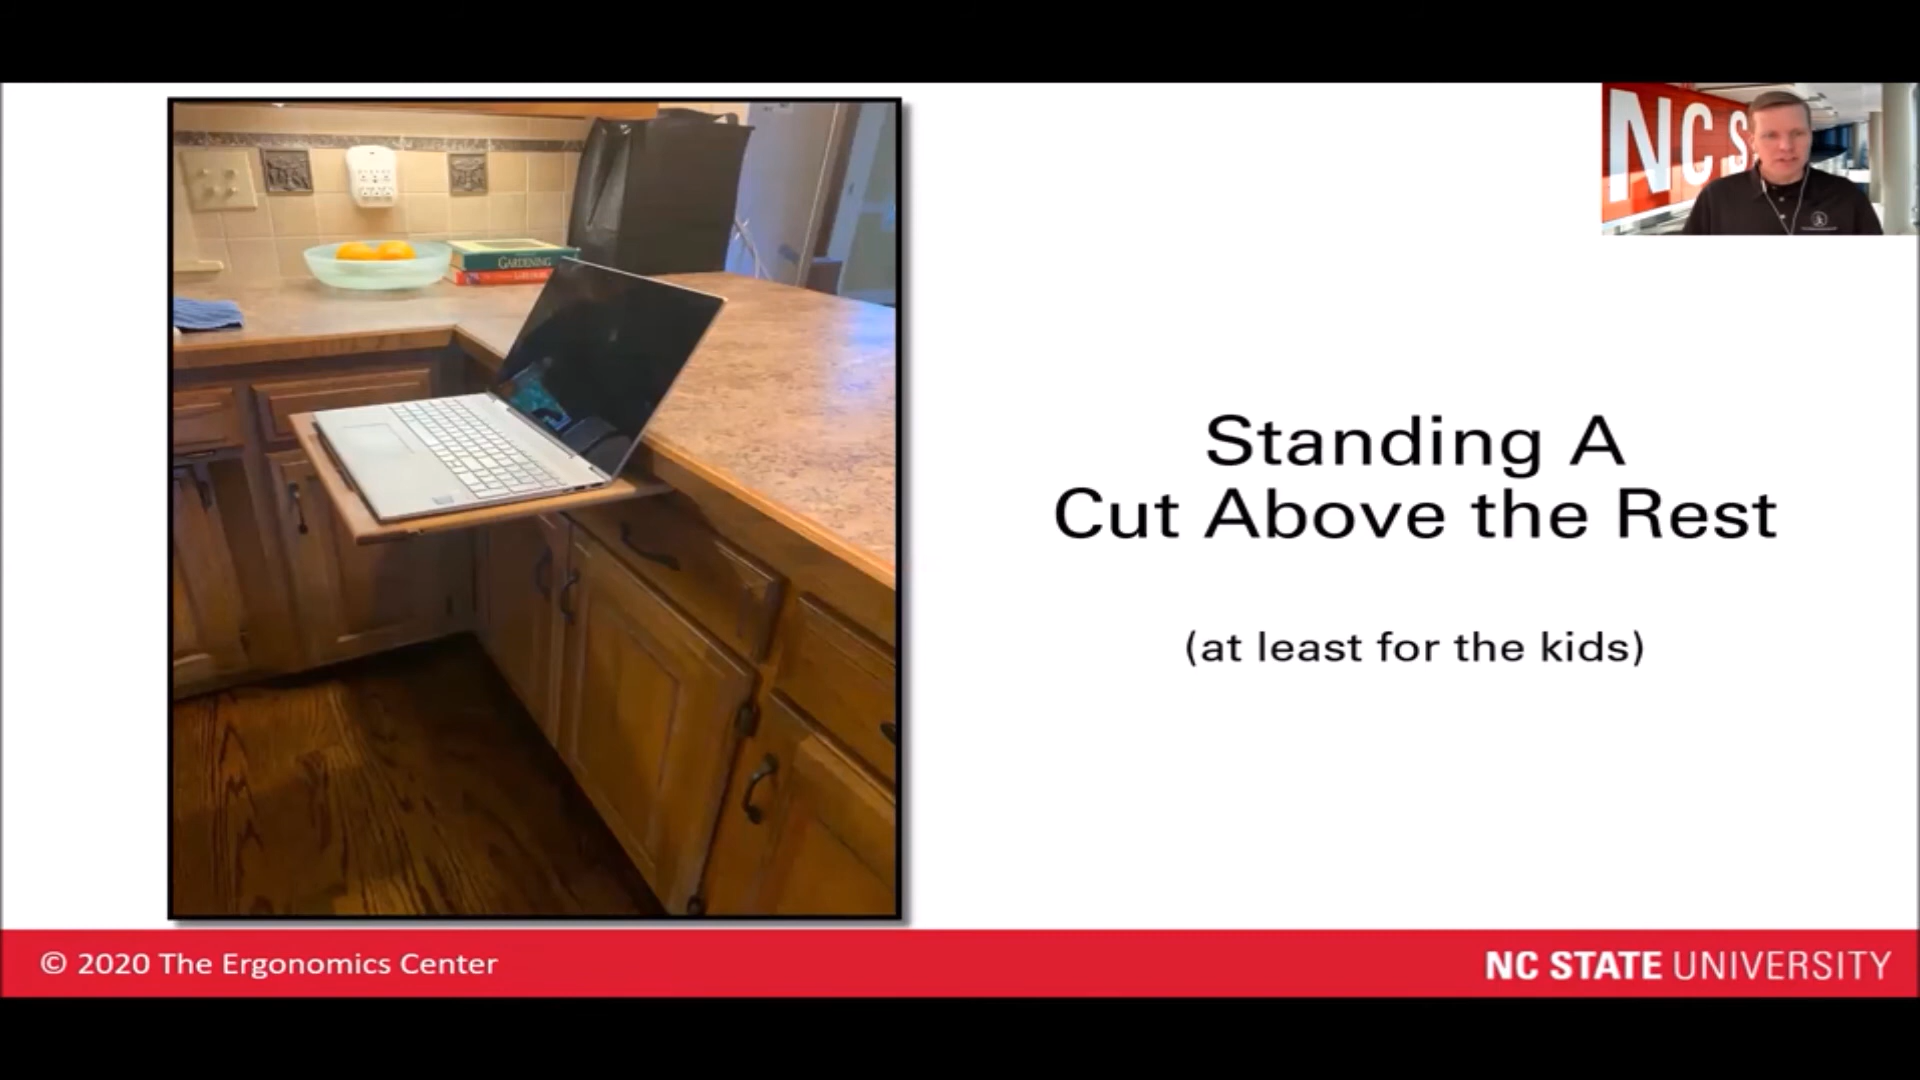 NC S
GARDENING
Standing A
Cut Above the Rest
(at least for the kids)
© 2020 The Ergonomics Center
NC STATE UNIVERSITY